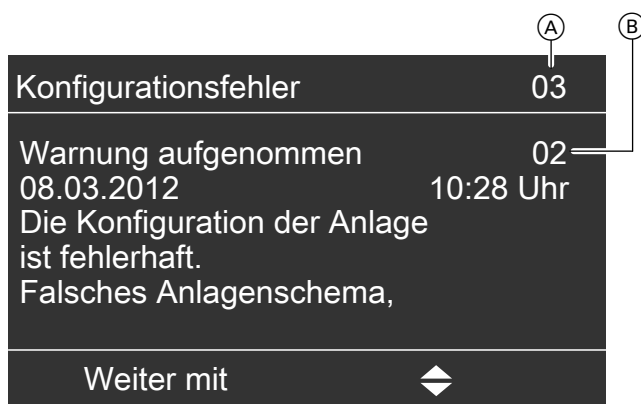 A B
Konfigurationsfehler 03
Warnung aufgenommen 02
08.03.2012 10:28 Uhr
Die Konfiguration der Anlage
ist fehlerhaft.
Falsches Anlagenschema,
Weiter mit